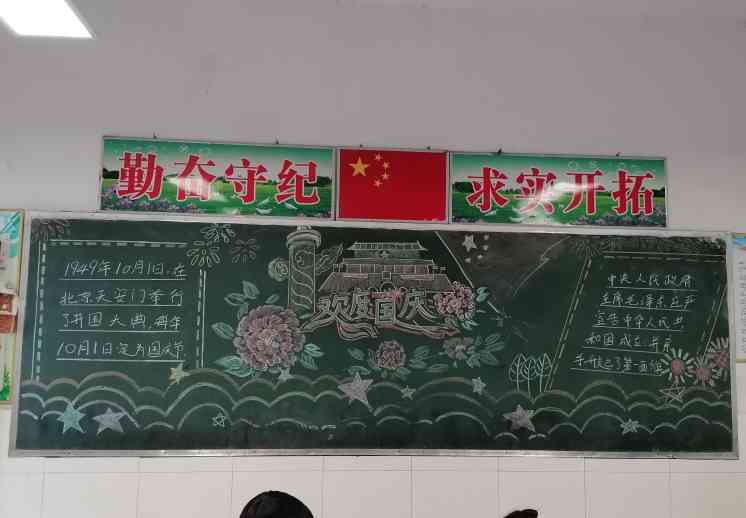 勤奋守纪
求实开拓
欢度国庆
1949年10月1日,在
北京天安门举行
了开国大典,每年
10月1日定为国庆节
中央人民政府
主席毛泽东庄严
宣告中华人民共
和国成立,并
升起了第一面